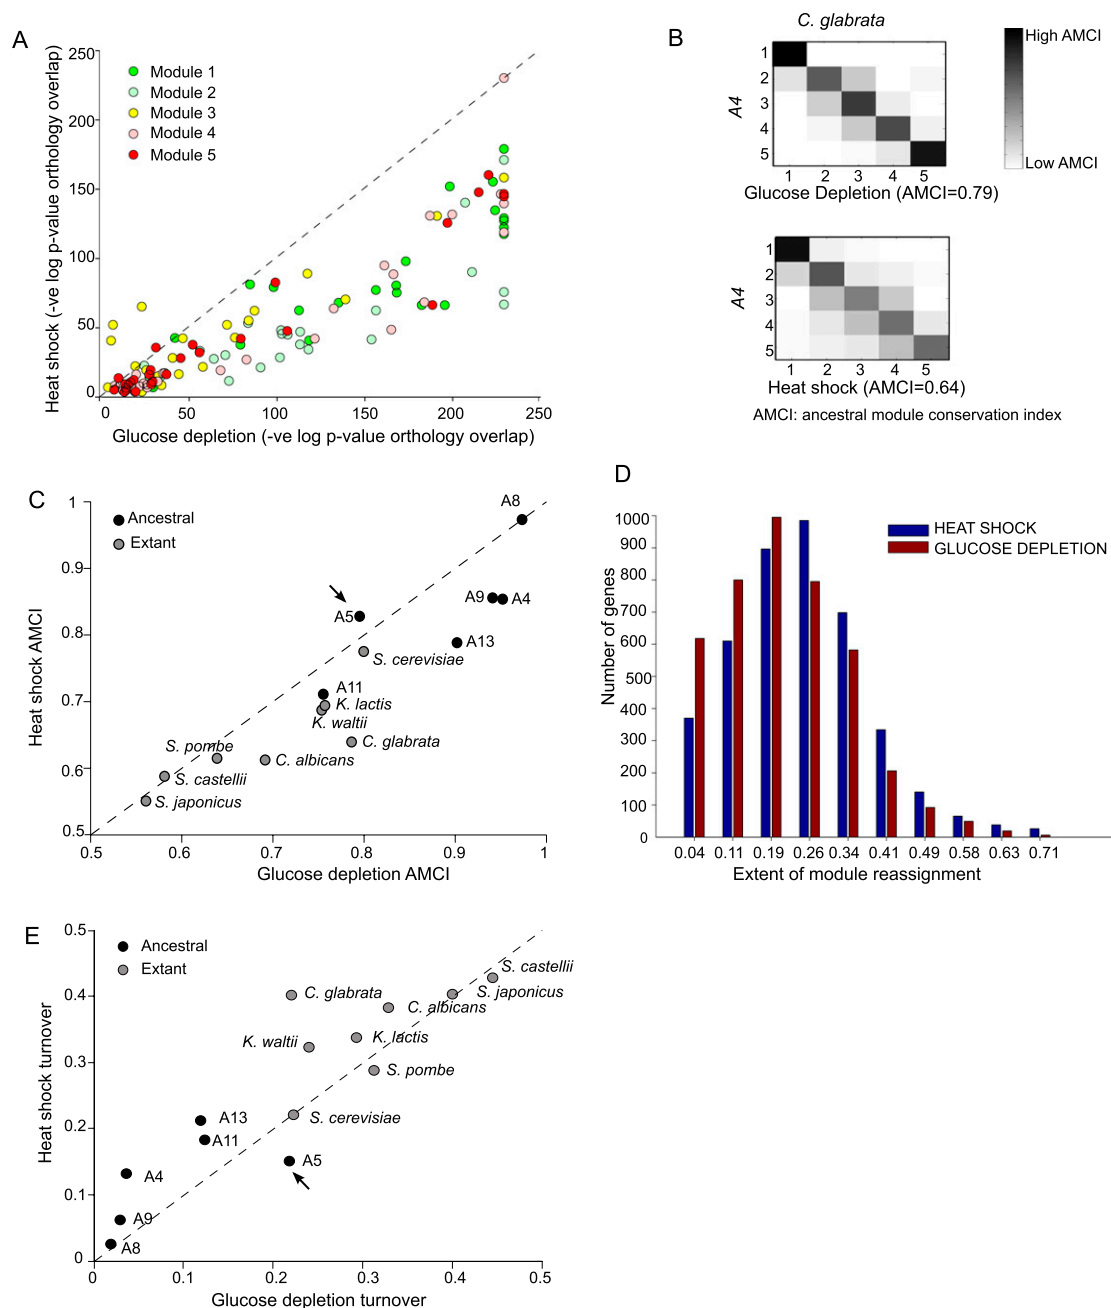 A
250
200
150
100
50
0
0
50
100
150
200
250
Module 1
Module 2
Module 3
Module 4
Module 5
Heat shock (-ve log p-value orthology overlap)
Glucose depletion (-ve log p-value orthology overlap)
B
C. glabrata
1
2
3
4
5
A4
1 2 3 4 5
Glucose Depletion (AMCI=0.79)
High AMCI
Low AMCI
1
2
3
4
5
A4
1 2 3 4 5
Heat shock (AMCI=0.64)
AMCI: ancestral module conservation index
C
1
0.9
0.8
0.7
0.6
0.5
0.5
0.6
0.7
0.8
0.9
1
Ancestral
Extant
A8
A5
A9
A4
A13
S. cerevisiae
A11
K. lactis
K. waltii
C. glabrata
S. pombe
C. albicans
S. castellii
S. japonicus
Heat shock AMCI
Glucose depletion AMCI
D
1000
900
800
700
600
500
400
300
200
100
0
HEAT SHOCK
GLUCOSE DEPLETION
Number of genes
0.04 0.11 0.19 0.26 0.34 0.41 0.49 0.58 0.63 0.71
Extent of module reassignment
E
0.5
0.4
0.3
0.2
0.1
0
0
0.1
0.2
0.3
0.4
0.5
Ancestral
Extant
S. castellii
C. glabrata
S. japonicus
C. albicans
K. waltii
K. lactis
S. pombe
S. cerevisiae
A13
A11
A5
A4
A9
A8
Heat shock turnover
Glucose depletion turnover